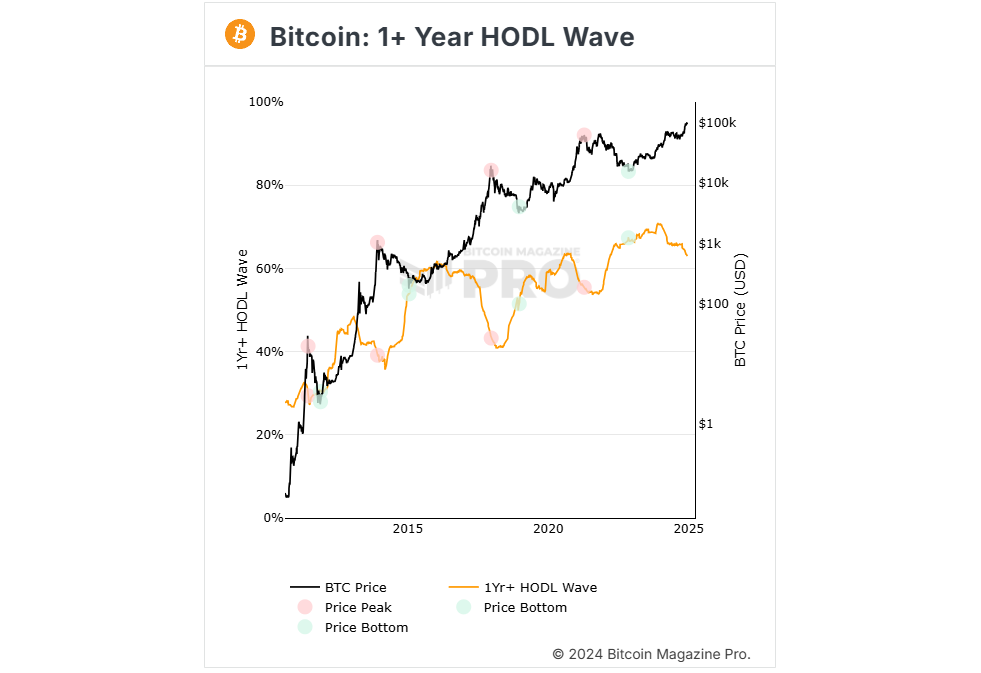 Bitcoin: 1+ Year HODL Wave
100%
80%
60%
40%
20%
0%
1Yr+ HODL Wave
$100k
$10k
$1k
$100
$1
BTC Price (USD)
BITCOIN MAGAZINE
PRO
2015
2020
2025
BTC Price
1Yr+ HODL Wave
Price Peak
Price Bottom
Price Bottom
© 2024 Bitcoin Magazine Pro.